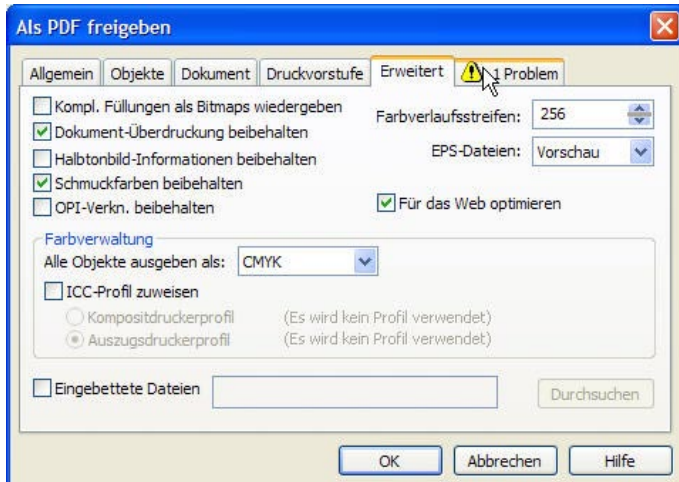 Als PDF freigeben
Allgemein Objekte Dokument Druckvorstufe Erweitert 1 Problem
Kompl. Füllungen als Bitmaps wiedergeben
Farbverlaufsstreifen: 256
Dokument-Überdruckung beibehalten
EPS-Dateien: Vorschau
Halbtonbild-Informationen beibehalten
Schmuckfarben beibehalten
Für das Web optimieren
OPI-Verkn. beibehalten
Farbverwaltung
Alle Objekte ausgeben als: CMYK
ICC-Profil zuweisen
Kompositdruckerprofil (Es wird kein Profil verwendet)
Auszugsdruckerprofil (Es wird kein Profil verwendet)
Eingebettete Dateien Durchsuchen
OK Abbrechen Hilfe